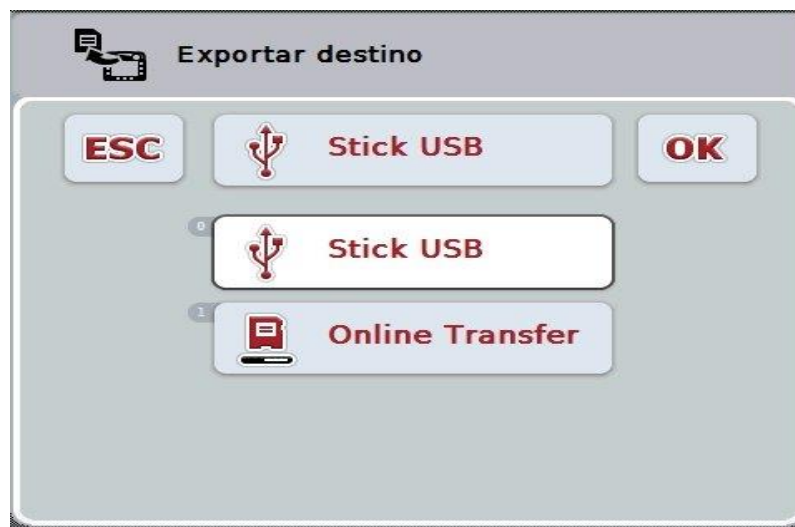 Exportar destino
ESC Stick USB OK
0 Stick USB
1 Online Transfer